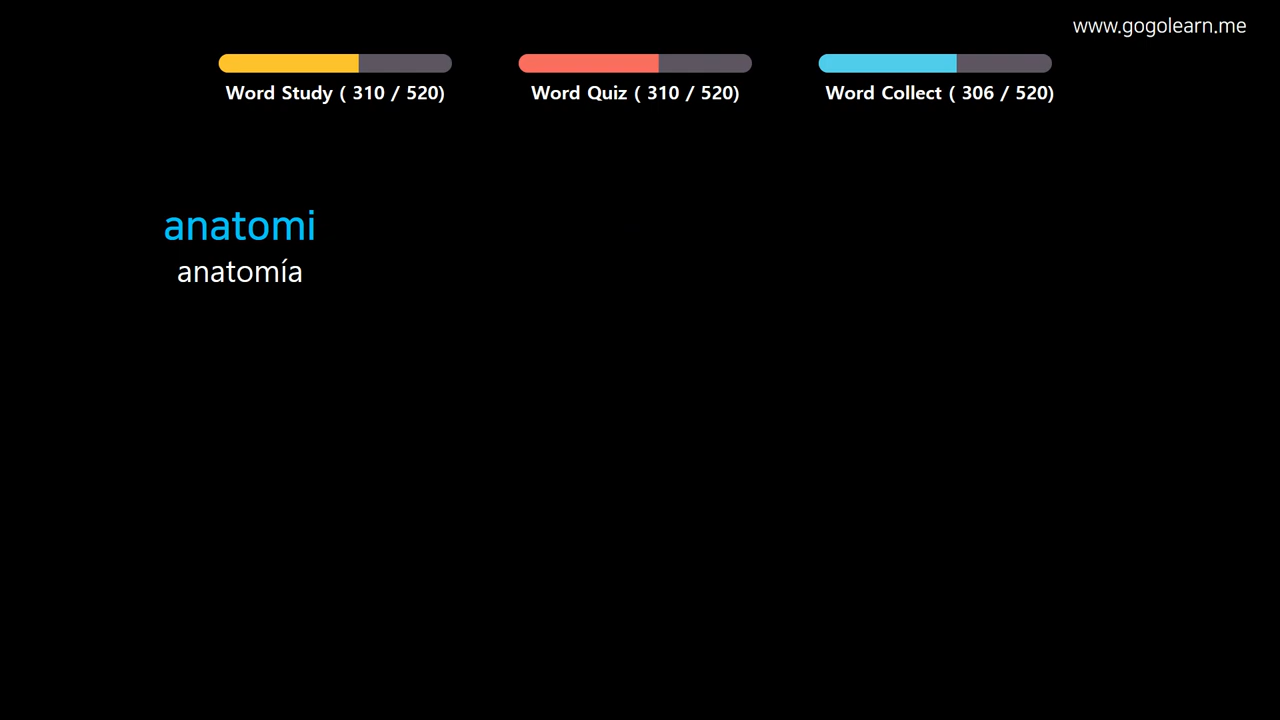 www.gogolearn.me
Word Study ( 310 / 520)
Word Quiz ( 310 / 520)
Word Collect ( 306 / 520)
anatomi
anatomía